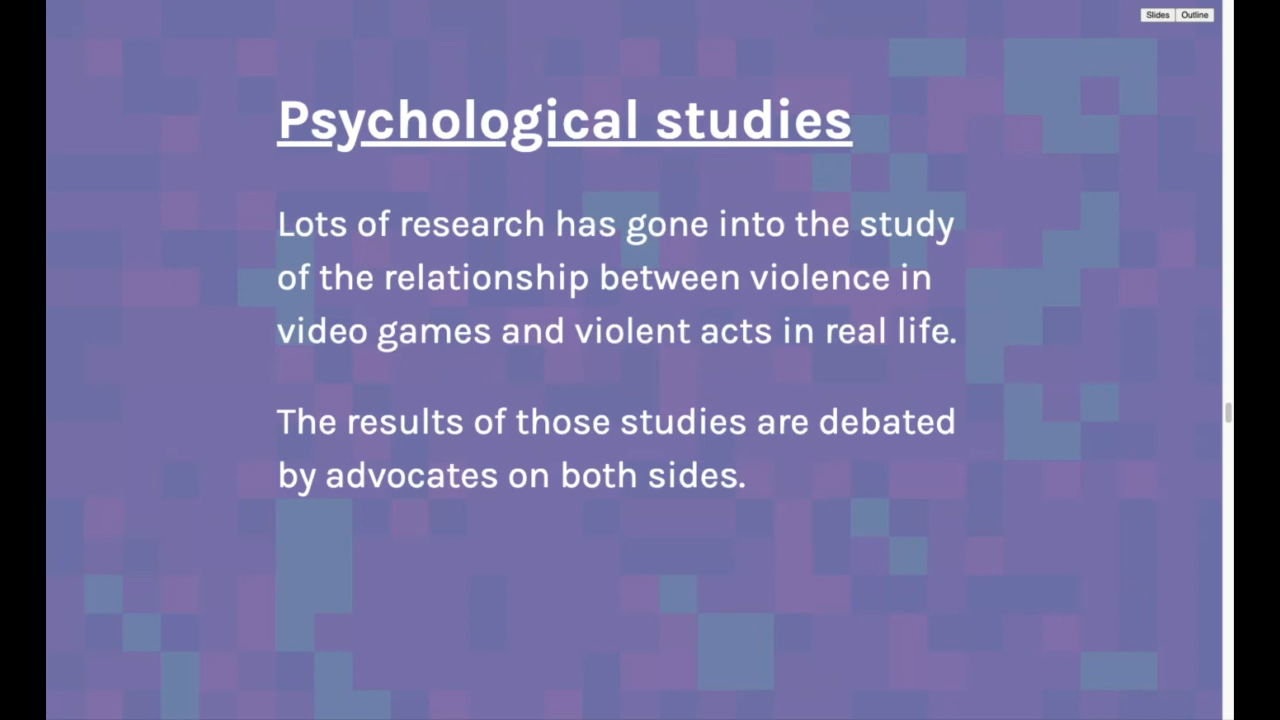 Slides Outline
Psychological studies
Lots of research has gone into the study
of the relationship between violence in
video games and violent acts in real life.
The results of those studies are debated
by advocates on both sides.